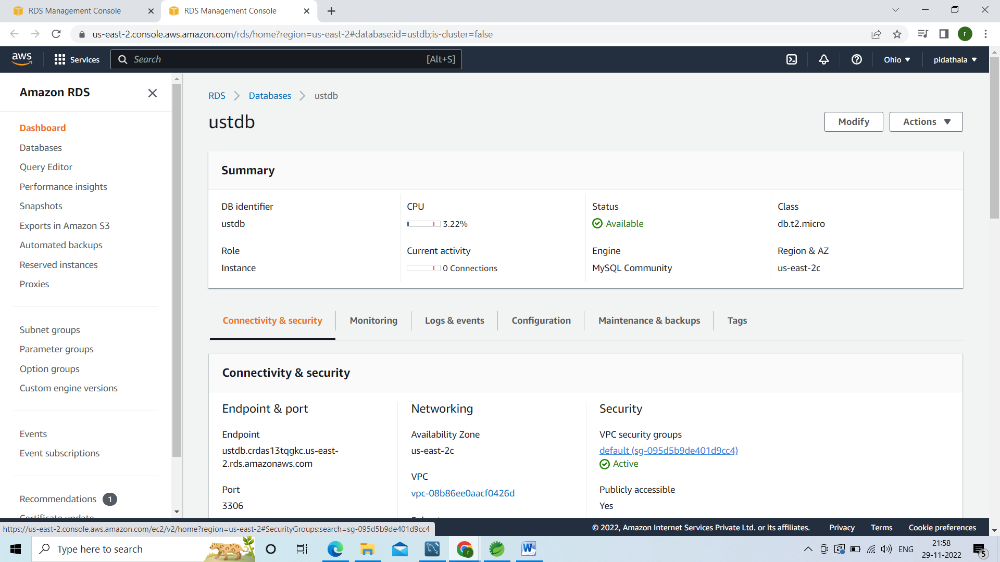 RDS Management Console
RDS Management Console
us-east-2.console.aws.amazon.com/rds/home?region=us-east-2#database:id=ustdb;is-cluster=false
r
aws
Services
Search
[Alt+S]
Ohio
pidathala
Amazon RDS
Dashboard
Databases
Query Editor
Performance insights
Snapshots
Exports in Amazon S3
Automated backups
Reserved instances
Proxies
Subnet groups
Parameter groups
Option groups
Custom engine versions
Events
Event subscriptions
Recommendations 1
Certificate update
RDS > Databases > ustdb
ustdb
Modify
Actions
Summary
DB identifier
ustdb
CPU
3.22%
Status
Available
Class
db.t2.micro
Role
Instance
Current activity
0 Connections
Engine
MySQL Community
Region & AZ
us-east-2c
Connectivity & security
Monitoring
Logs & events
Configuration
Maintenance & backups
Tags
Connectivity & security
Endpoint & port
Endpoint
ustdb.crdas13tqgkc.us-east-
2.rds.amazonaws.com
Port
3306
Networking
Availability Zone
us-east-2c
VPC
vpc-08b86ee0aacf0426d
Security
VPC security groups
default (sg-095d5b9de401d9cc4)
Active
Publicly accessible
Yes
https://us-east-2.console.aws.amazon.com/ec2/v2/home?region=us-east-2#SecurityGroups:search=sg-095d5b9de401d9cc4
© 2022, Amazon Internet Services Private Ltd. or its affiliates.
Privacy
Terms
Cookie preferences
Type here to search
ENG
21:58
29-11-2022
5